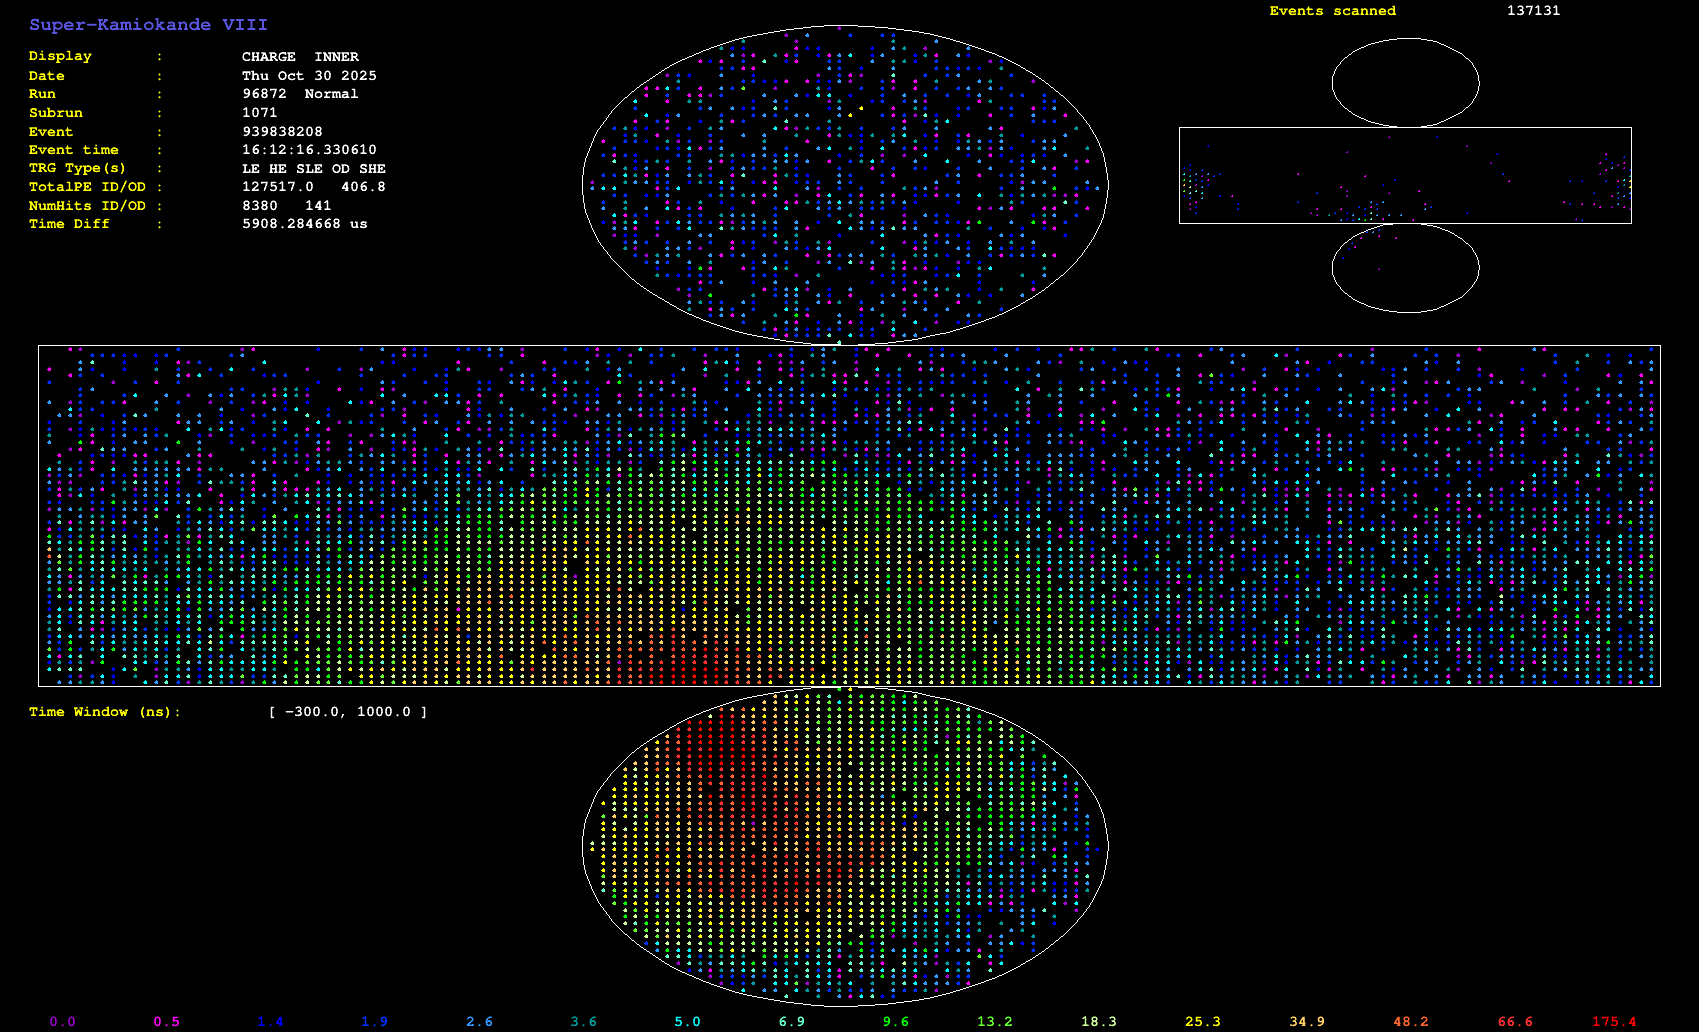 Super-Kamiokande VIII
Events scanned 137131
Display : CHARGE INNER
Date : Thu Oct 30 2025
Run : 96872 Normal
Subrun : 1071
Event : 939838208
Event time : 16:12:16.330610
TRG Type(s) : LE HE SLE OD SHE
TotalPE ID/OD : 127517.0 406.8
NumHits ID/OD : 8380 141
Time Diff : 5908.284668 us
Time Window (ns): [ -300.0, 1000.0 ]
0.0 0.5 1.4 1.9 2.6 3.6 5.0 6.9 9.6 13.2 18.3 25.3 34.9 48.2 66.6 175.4